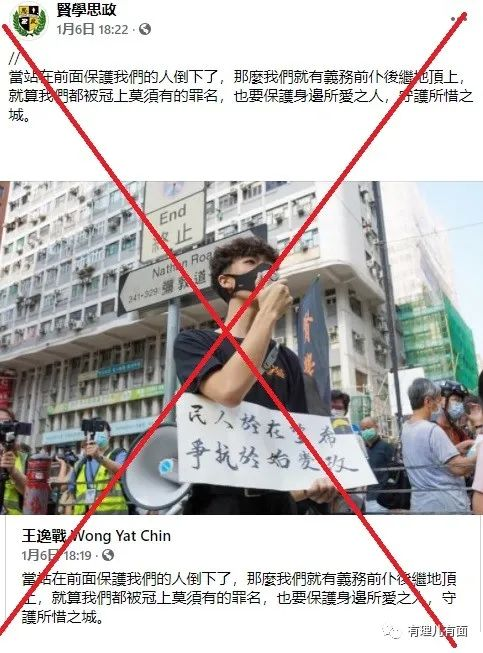 賢學思政
1月6日 18:22
//
當站在前面保護我們的人倒下了，那麼我們就有義務前仆後繼地頂上，
就算我們都被冠上莫須有的罪名，也要保護身邊所愛之人，守護所惜之
城。
End
終止
Nathan Road
241-329 彌敦道
民人於在望希
爭抗於始變改
王逸戰 Wong Yat Chin
1月6日 18:19
當站在前面保護我們的人倒下了，那麼我們就有義務前仆後繼地頂
上，就算我們都被冠上莫須有的罪名，也要保護身邊所愛之人，守
護所惜之城。
有理儿有面